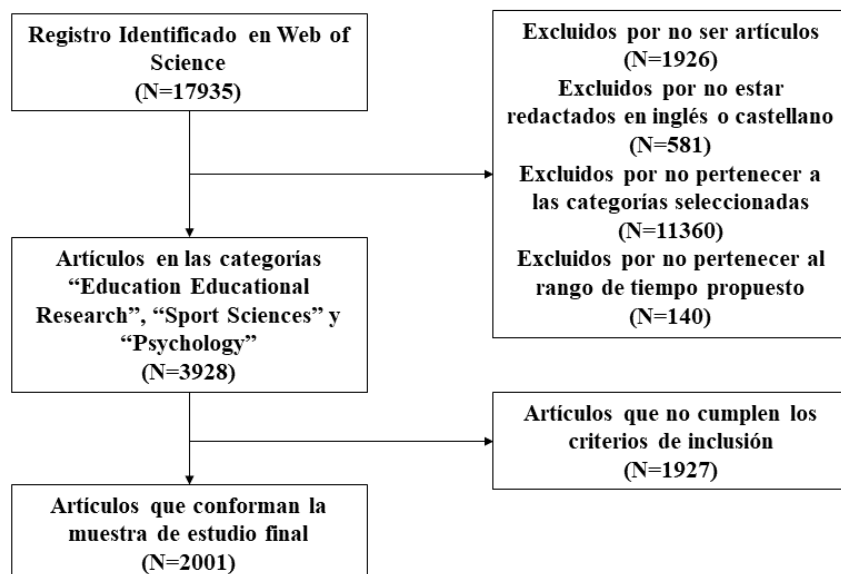 Registro Identificado en Web of
Science
(N=17935)
Excluidos por no ser artículos
(N=1926)
Excluidos por no estar
redactados en inglés o castellano
(N=581)
Excluidos por no pertenecer a
las categorías seleccionadas
(N=11360)
Excluidos por no pertenecer al
rango de tiempo propuesto
(N=140)
Artículos en las categorías
“Education Educational
Research”, “Sport Sciences” y
“Psychology”
(N=3928)
Artículos que no cumplen los
criterios de inclusión
(N=1927)
Artículos que conforman la
muestra de estudio final
(N=2001)